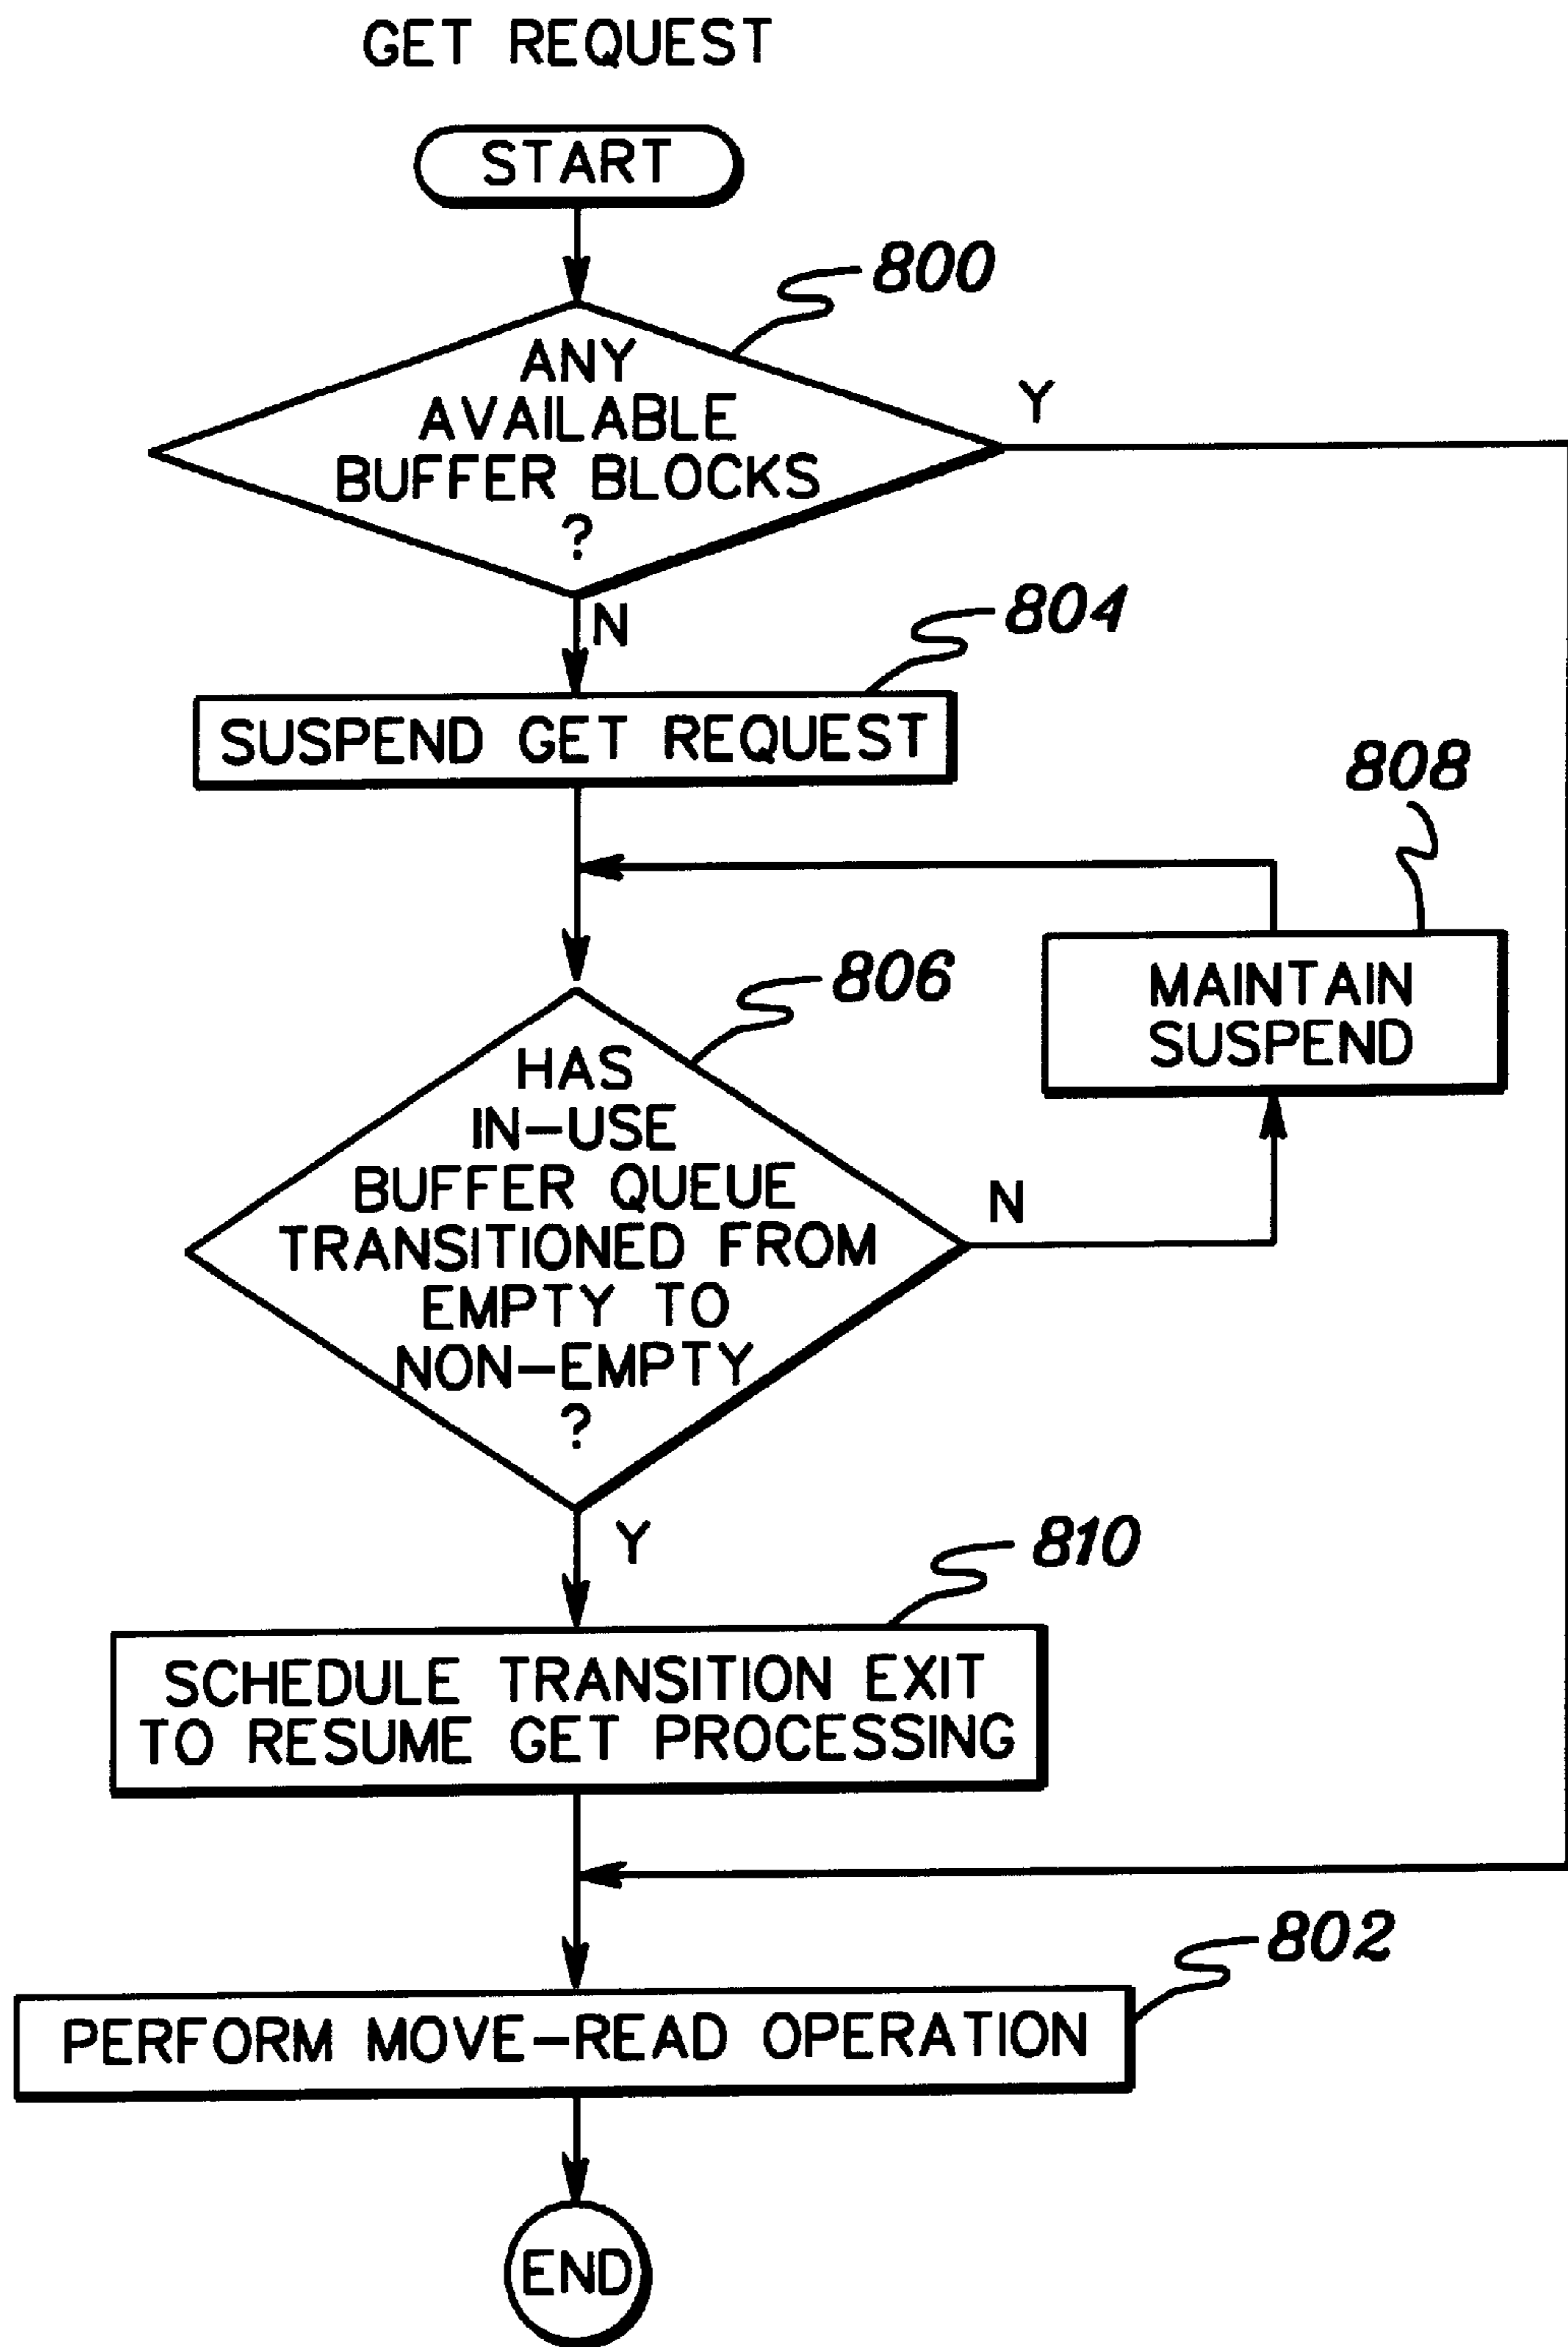 GET REQUEST
START
800
ANY
AVAILABLE
BUFFER BLOCKS
?
Y
N
804
SUSPEND GET REQUEST
808
MAINTAIN
SUSPEND
806
HAS
IN-USE
BUFFER QUEUE
TRANSITIONED FROM
EMPTY TO
NON-EMPTY
?
N
Y
810
SCHEDULE TRANSITION EXIT
TO RESUME GET PROCESSING
802
PERFORM MOVE-READ OPERATION
END